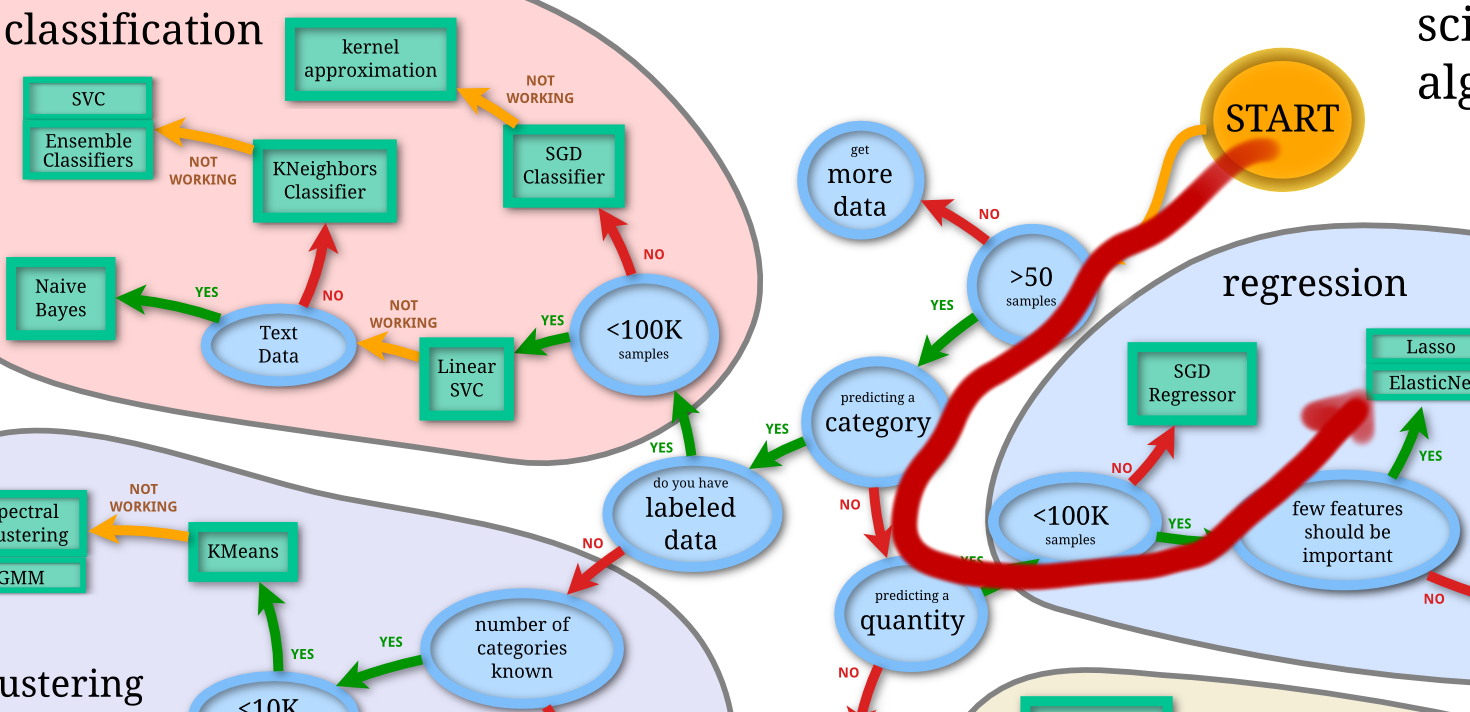 classification
kernel
approximation
NOT
WORKING
SVC
Ensemble
Classifiers
NOT
WORKING
KNeighbors
Classifier
SGD
Classifier
NO
Naive
Bayes
YES
NO
Text
Data
NOT
WORKING
Linear
SVC
YES
<100K
samples
YES
START
sci
alg
get
more
data
NO
>50
samples
YES
predicting a
category
YES
NO
do you have
labeled
data
NO
predicting a
quantity
YES
NO
regression
SGD
Regressor
Lasso
ElasticNe
NO
<100K
samples
YES
few features
should be
important
YES
NO
pectral
ustering
GMM
NOT
WORKING
KMeans
YES
number of
categories
known
YES
<10K
ustering